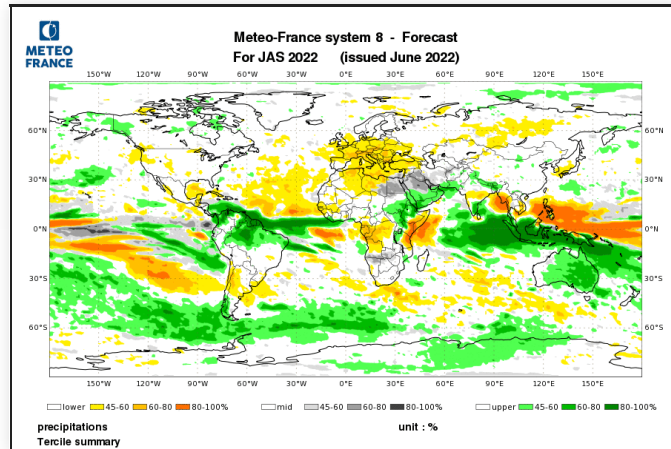 METEO
FRANCE
Meteo-France system 8 - Forecast
For JAS 2022 (issued June 2022)
150°W 120°W 90°W 60°W 30°W 0°E 30°E 60°E 90°E 120°E 150°E
60°N 60°N
30°N 30°N
0°N 0°N
30°S 30°S
60°S 60°S
150°W 120°W 90°W 60°W 30°W 0°E 30°E 60°E 90°E 120°E 150°E
lower 45-60 60-80 80-100% mid 45-60 60-80 80-100% upper 45-60 60-80 80-100%
precipitations unit : %
Tercile summary